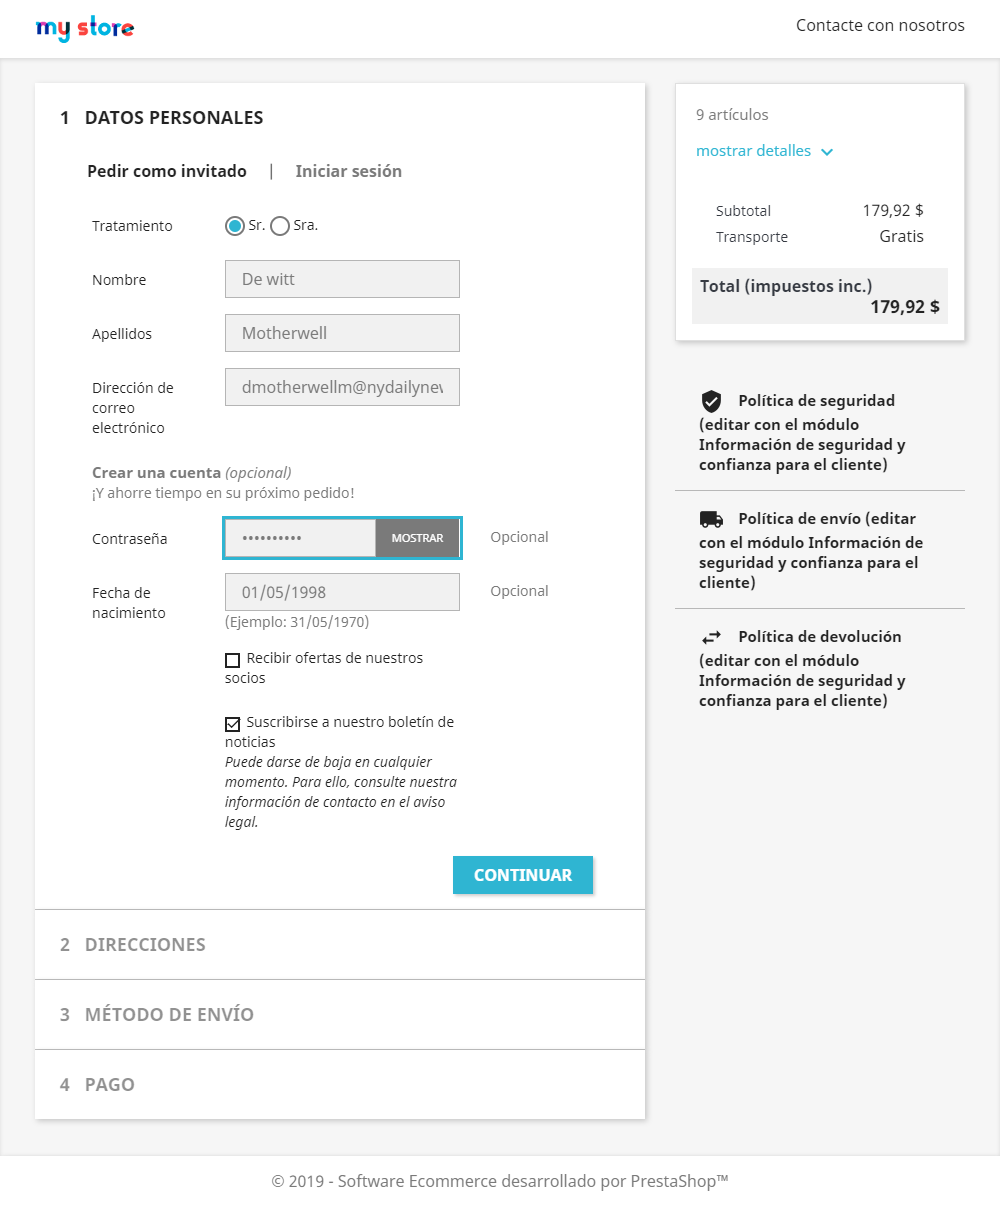 my store
Contacte con nosotros
1 DATOS PERSONALES
Pedir como invitado | Iniciar sesión
Tratamiento
Sr. Sra.
Nombre
De witt
Apellidos
Motherwell
Dirección de
correo
electrónico
dmotherwellm@nydailynew
Crear una cuenta (opcional)
¡Y ahorre tiempo en su próximo pedido!
Contraseña
••••••••••
MOSTRAR
Opcional
Fecha de
nacimiento
01/05/1998
Opcional
(Ejemplo: 31/05/1970)
Recibir ofertas de nuestros
socios
Suscribirse a nuestro boletín de
noticias
Puede darse de baja en cualquier
momento. Para ello, consulte nuestra
información de contacto en el aviso
legal.
CONTINUAR
2 DIRECCIONES
3 MÉTODO DE ENVÍO
4 PAGO
9 artículos
mostrar detalles
Subtotal 179,92 $
Transporte Gratis
Total (impuestos inc.)
179,92 $
Política de seguridad
(editar con el módulo
Información de seguridad y
confianza para el cliente)
Política de envío (editar
con el módulo Información de
seguridad y confianza para el
cliente)
Política de devolución
(editar con el módulo
Información de seguridad y
confianza para el cliente)
© 2019 - Software Ecommerce desarrollado por PrestaShop™